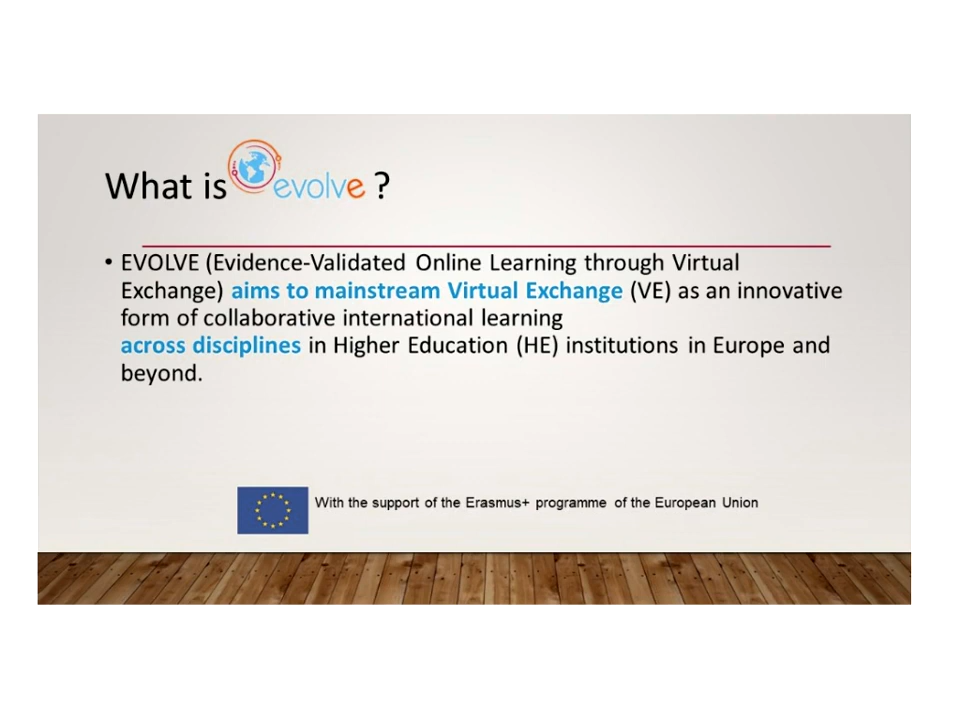 What is evolve ?
• EVOLVE (Evidence-Validated Online Learning through Virtual
Exchange) aims to mainstream Virtual Exchange (VE) as an innovative
form of collaborative international learning
across disciplines in Higher Education (HE) institutions in Europe and
beyond.
With the support of the Erasmus+ programme of the European Union